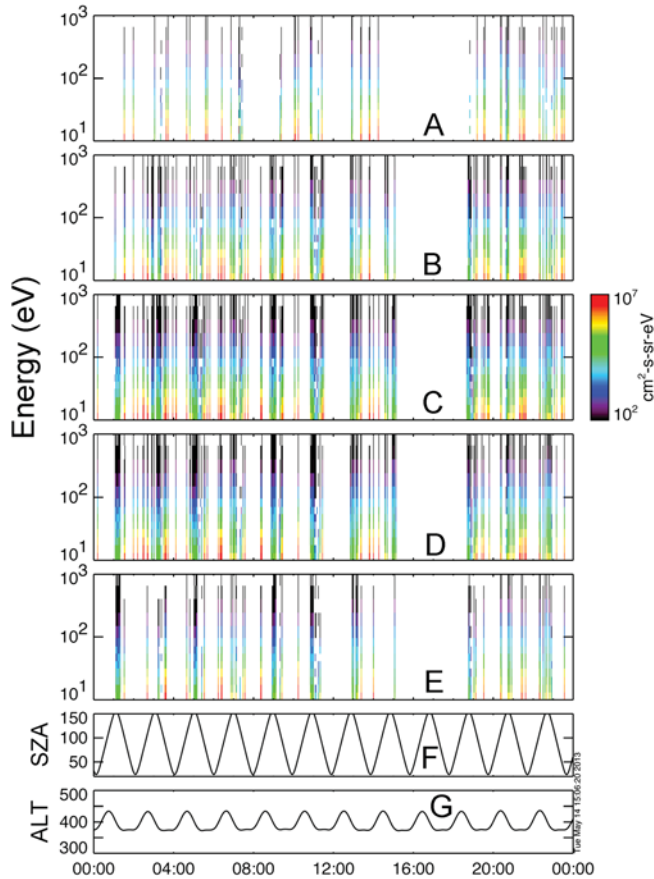 10³
10²
10¹
A
10³
10²
10¹
B
10³
10²
10¹
C
10³
10²
10¹
D
10³
10²
10¹
E
Energy (eV)
10⁷
10²
cm²-s-sr-eV
150
100
50
SZA
F
500
400
300
ALT
G
Tue May 14 15:06:20 2013
00:00 04:00 08:00 12:00 16:00 20:00 00:00